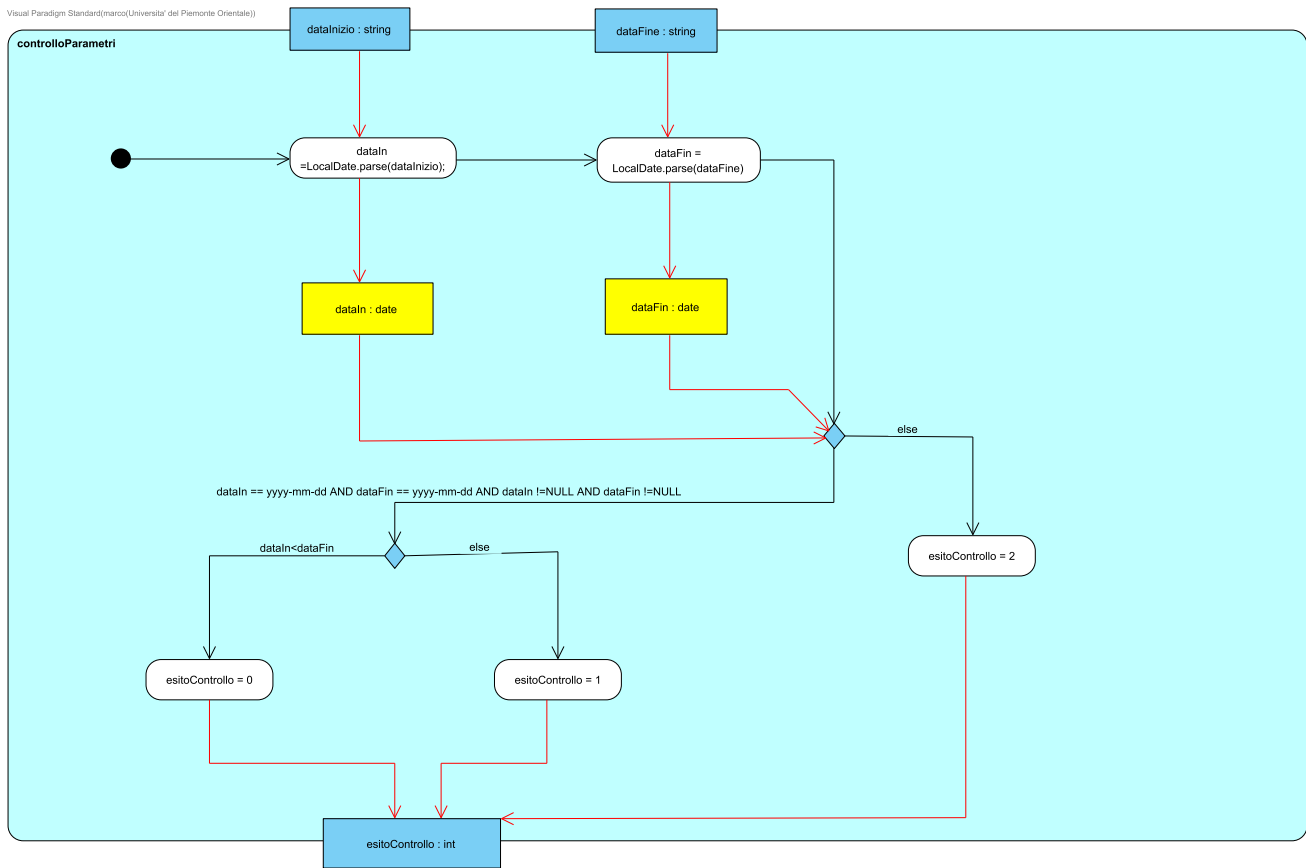 Visual Paradigm Standard(marco(Universita' del Piemonte Orientale))
dataInizio : string
dataFine : string
controlloParametri
dataIn
=LocalDate.parse(dataInizio);
dataFin =
LocalDate.parse(dataFine)
dataIn : date
dataFin : date
else
dataIn == yyyy-mm-dd AND dataFin == yyyy-mm-dd AND dataIn !=NULL AND dataFin !=NULL
dataIn<dataFin
else
esitoControllo = 2
esitoControllo = 0
esitoControllo = 1
esitoControllo : int